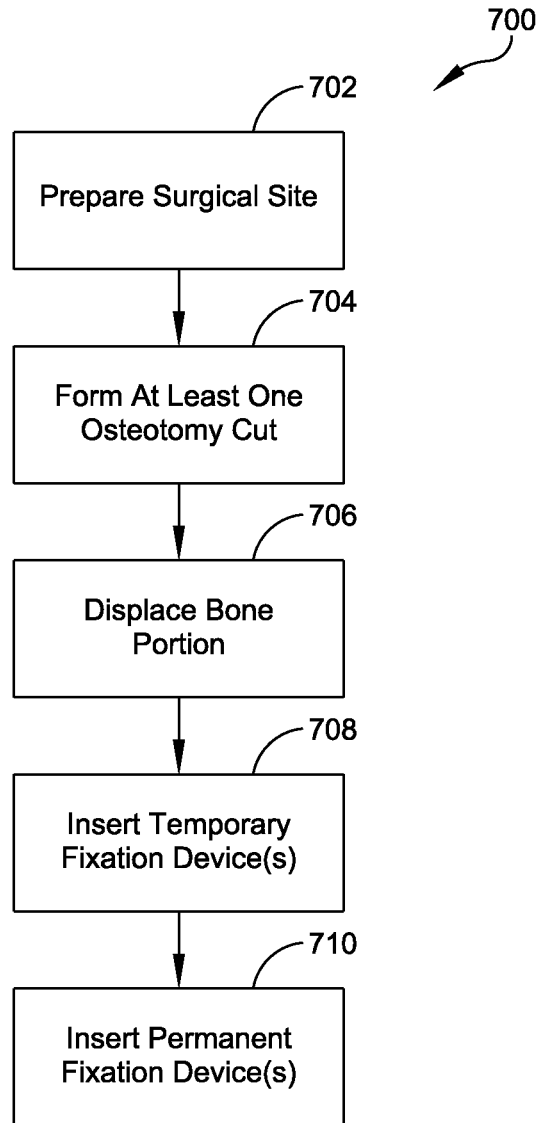 700
702
Prepare Surgical Site
704
Form At Least One
Osteotomy Cut
706
Displace Bone
Portion
708
Insert Temporary
Fixation Device(s)
710
Insert Permanent
Fixation Device(s)